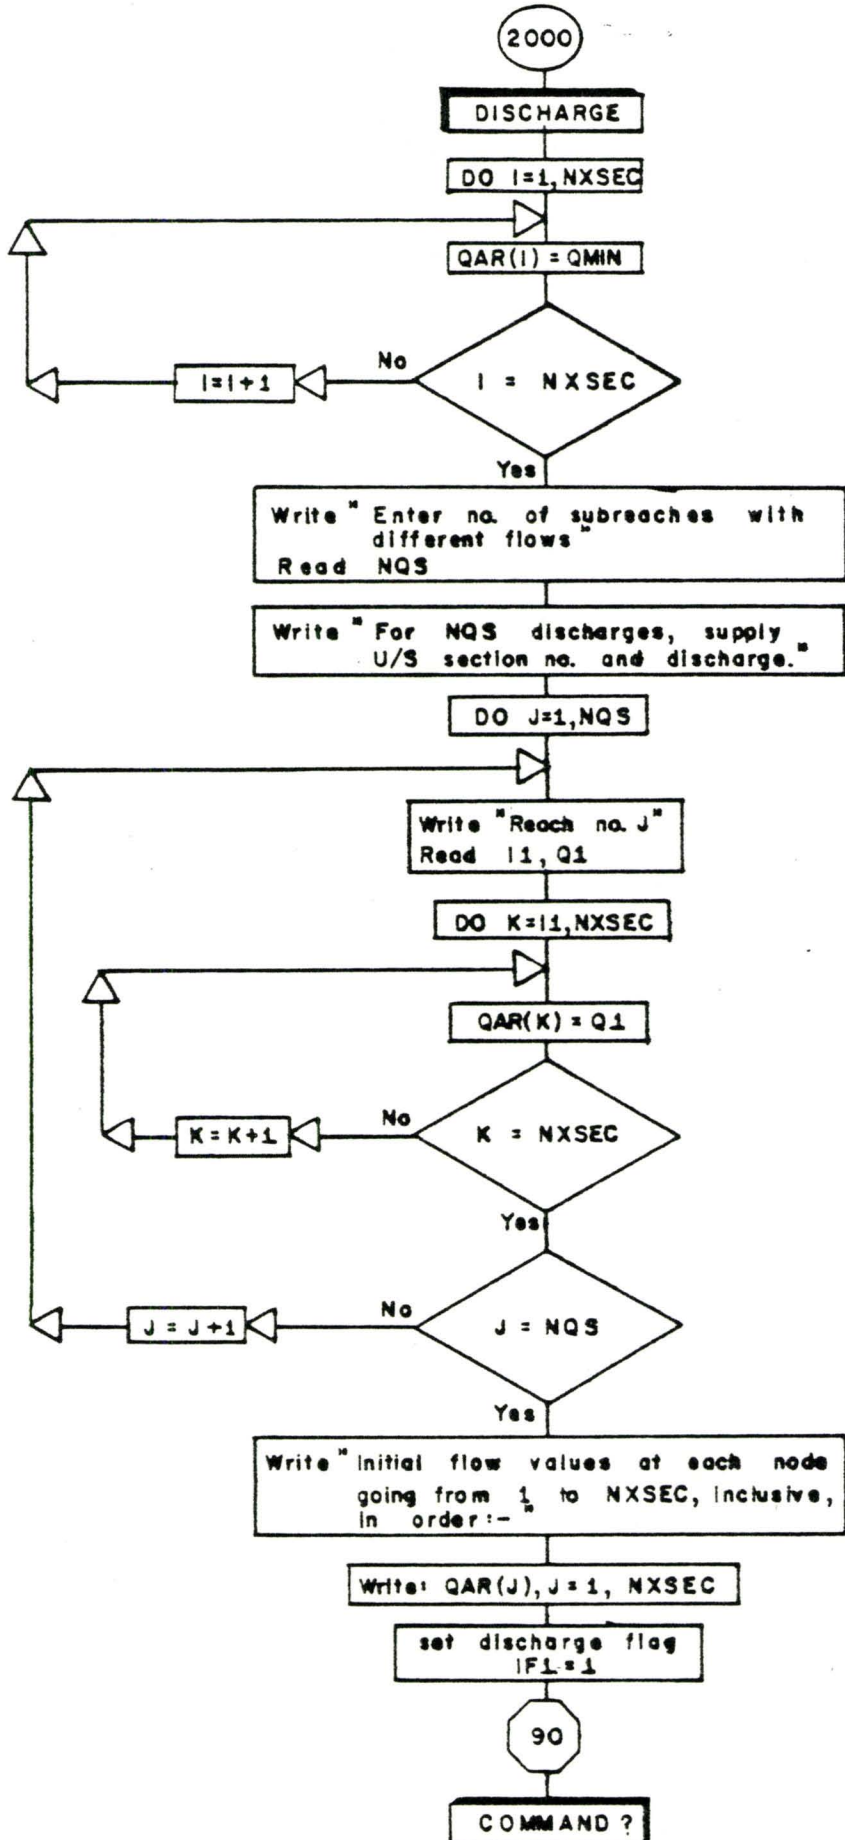 2000
DISCHARGE
DO I=1,NXSEC
QAR(I) = QMIN
No
I=I+1
I = NXSEC
Yes
Write " Enter no. of subreaches with
different flows"
Read NQS
Write " For NQS discharges, supply
U/S section no. and discharge."
DO J=1,NQS
Write "Reach no. J"
Read I1, Q1
DO K=I1,NXSEC
QAR(K) = Q1
No
K=K+1
K = NXSEC
Yes
No
J = J+1
J = NQS
Yes
Write " Initial flow values at each node
going from 1 to NXSEC, inclusive,
in order:- "
Write: QAR(J), J=1, NXSEC
set discharge flag
IF1=1
90
COMMAND ?